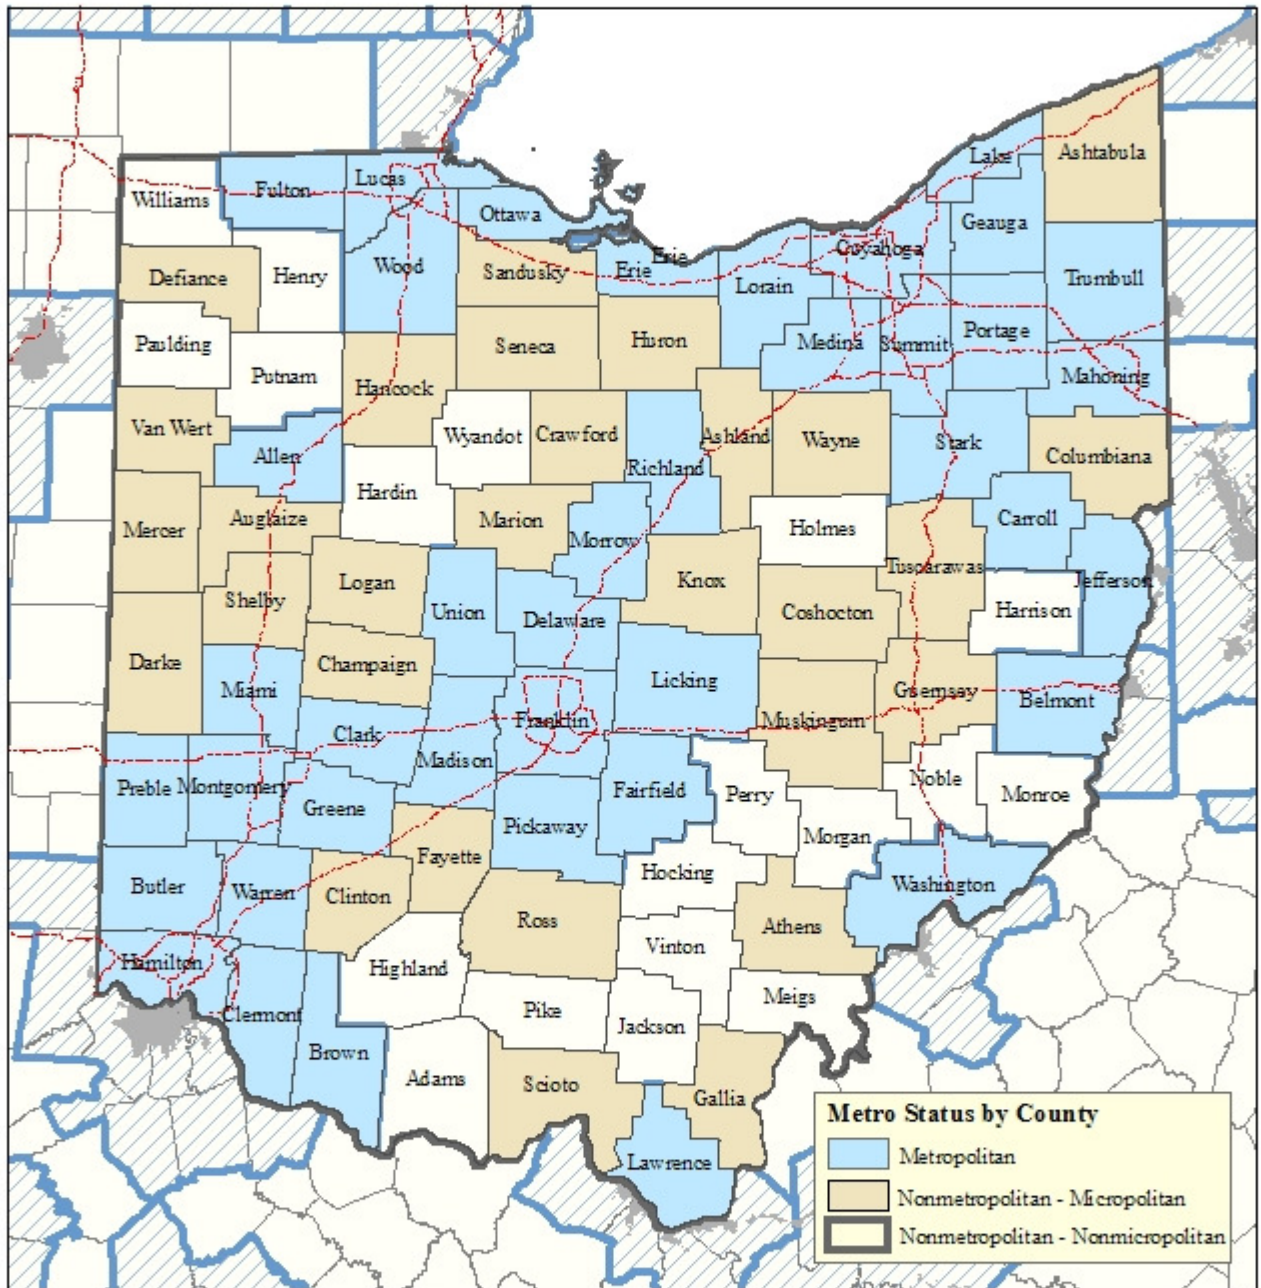 Lake
Ashtabula
Williams
Fulton
Lucas
Ottawa
Geauga
Cuyahoga
Erie
Erie
Defiance
Henry
Wood
Sandusky
Lorain
Trumbull
Paulding
Putnam
Seneca
Huron
Medina
Summit
Portage
Mahoning
Hancock
Van Wert
Allen
Wyandot
Crawford
Richland
Ashland
Wayne
Stark
Columbiana
Mercer
Auglaize
Hardin
Marion
Morrow
Holmes
Carroll
Tuscarawas
Jefferson
Shelby
Logan
Union
Delaware
Knox
Coshocton
Harrison
Darke
Miami
Champaign
Licking
Muskingum
Guernsey
Belmont
Clark
Franklin
Madison
Preble
Montgomery
Greene
Pickaway
Fairfield
Perry
Morgan
Noble
Monroe
Butler
Warren
Clinton
Fayette
Hocking
Washington
Ross
Vinton
Athens
Hamilton
Highland
Pike
Jackson
Meigs
Clermont
Brown
Adams
Scioto
Gallia
Lawrence
Metro Status by County
Metropolitan
Nonmetropolitan - Micropolitan
Nonmetropolitan - Nonmicropolitan